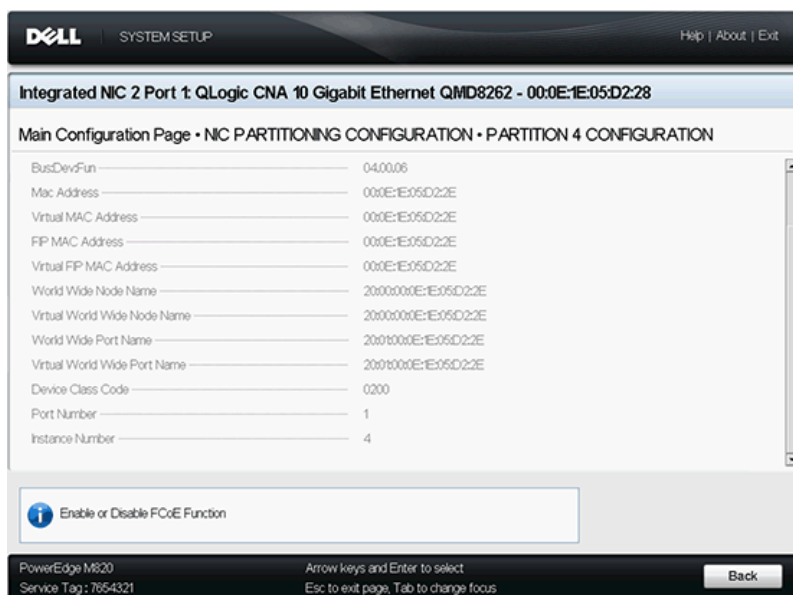 DELL SYSTEM SETUP Help | About | Exit
Integrated NIC 2 Port 1: QLogic CNA 10 Gigabit Ethernet QMD8262 - 00:0E:1E:05:D2:28
Main Configuration Page • NIC PARTITIONING CONFIGURATION • PARTITION 4 CONFIGURATION
Bus:Dev:Fun 04:00:06
Mac Address 00:0E:1E:05:D2:2E
Virtual MAC Address 00:0E:1E:05:D2:2E
FIP MAC Address 00:0E:1E:05:D2:2E
Virtual FIP MAC Address 00:0E:1E:05:D2:2E
World Wide Node Name 20:00:00:0E:1E:05:D2:2E
Virtual World Wide Node Name 20:00:00:0E:1E:05:D2:2E
World Wide Port Name 20:01:00:0E:1E:05:D2:2E
Virtual World Wide Port Name 20:01:00:0E:1E:05:D2:2E
Device Class Code 0200
Port Number 1
Instance Number 4
Enable or Disable FCoE Function
PowerEdge M820 Arrow keys and Enter to select
Service Tag : 7654321 Esc to exit page, Tab to change focus
Back